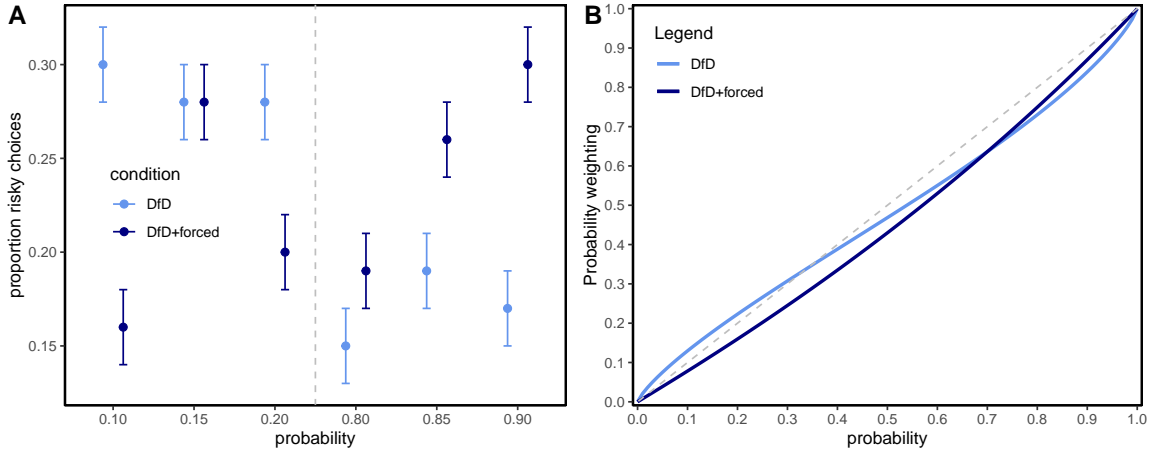 A
proportion risky choices
0.30
0.25
0.20
0.15
condition
DfD
DfD+forced
0.10 0.15 0.20 0.80 0.85 0.90
probability
B
Probability weighting
1.0
0.9
0.8
0.7
0.6
0.5
0.4
0.3
0.2
0.1
0.0
Legend
DfD
DfD+forced
0.0 0.1 0.2 0.3 0.4 0.5 0.6 0.7 0.8 0.9 1.0
probability